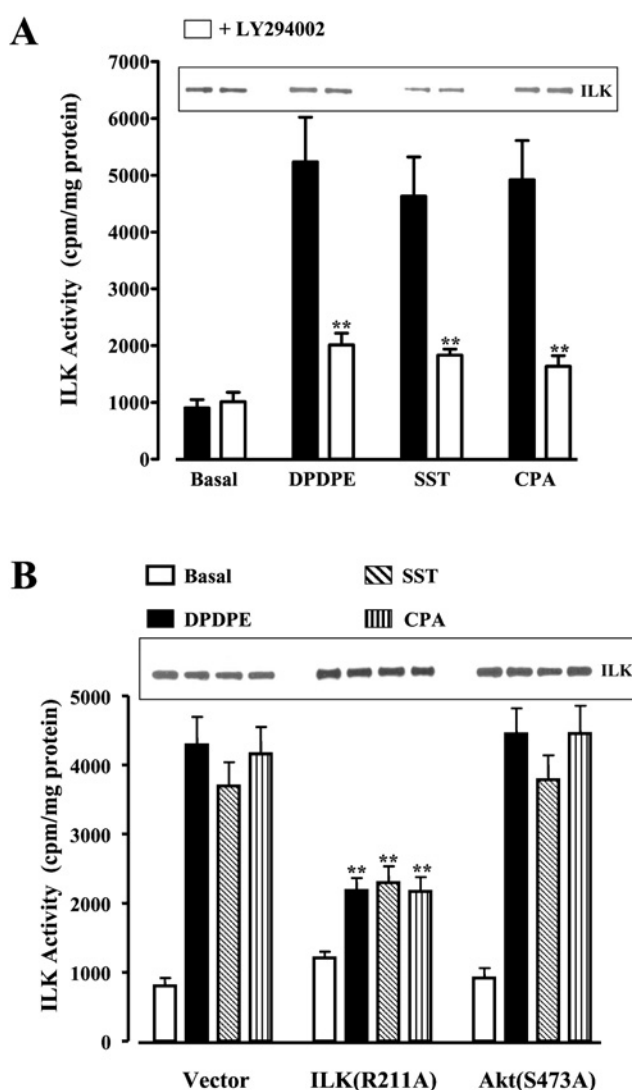 A
+ LY294002
ILK Activity (cpm/mg protein)
7000
6000
5000
4000
3000
2000
1000
0
ILK
**
**
**
Basal DPDPE SST CPA
B
Basal SST
DPDPE CPA
ILK Activity (cpm/mg protein)
5000
4000
3000
2000
1000
0
ILK
** ** **
Vector ILK(R211A) Akt(S473A)